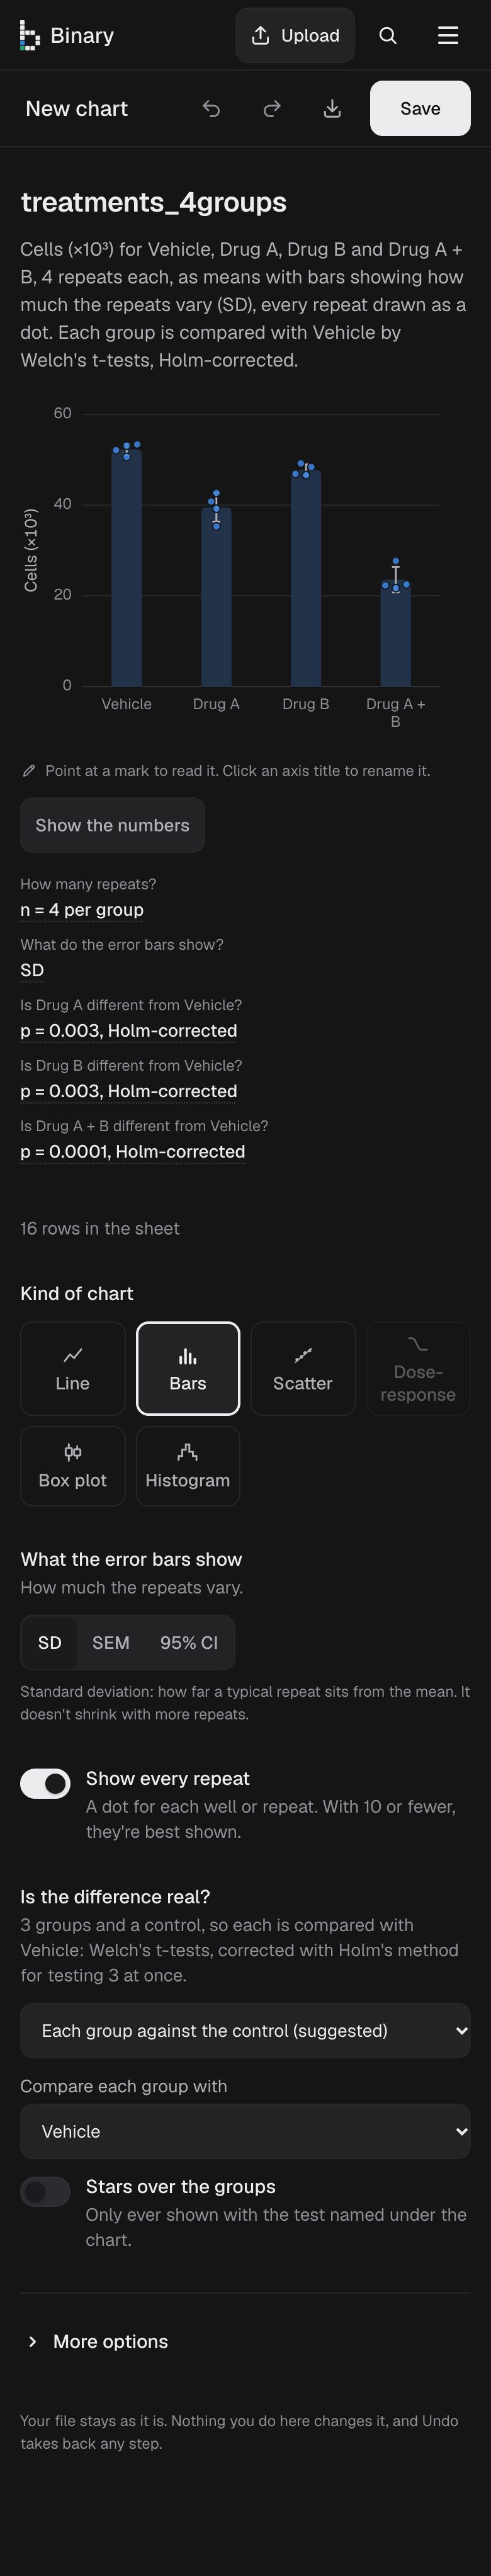 Binary
Upload
New chart
Save
treatments_4groups
Cells (×10³) for Vehicle, Drug A, Drug B and Drug A +
B, 4 repeats each, as means with bars showing how
much the repeats vary (SD), every repeat drawn as a
dot. Each group is compared with Vehicle by
Welch's t-tests, Holm-corrected.
60
40
20
0
Cells (×10³)
Vehicle
Drug A
Drug B
Drug A +
B
Point at a mark to read it. Click an axis title to rename it.
Show the numbers
How many repeats?
n = 4 per group
What do the error bars show?
SD
Is Drug A different from Vehicle?
p = 0.003, Holm-corrected
Is Drug B different from Vehicle?
p = 0.003, Holm-corrected
Is Drug A + B different from Vehicle?
p = 0.0001, Holm-corrected
16 rows in the sheet
Kind of chart
Line
Bars
Scatter
Dose-
response
Box plot
Histogram
What the error bars show
How much the repeats vary.
SD
SEM
95% CI
Standard deviation: how far a typical repeat sits from the mean. It
doesn't shrink with more repeats.
Show every repeat
A dot for each well or repeat. With 10 or fewer,
they're best shown.
Is the difference real?
3 groups and a control, so each is compared with
Vehicle: Welch's t-tests, corrected with Holm's method
for testing 3 at once.
Each group against the control (suggested)
Compare each group with
Vehicle
Stars over the groups
Only ever shown with the test named under the
chart.
More options
Your file stays as it is. Nothing you do here changes it, and Undo
takes back any step.